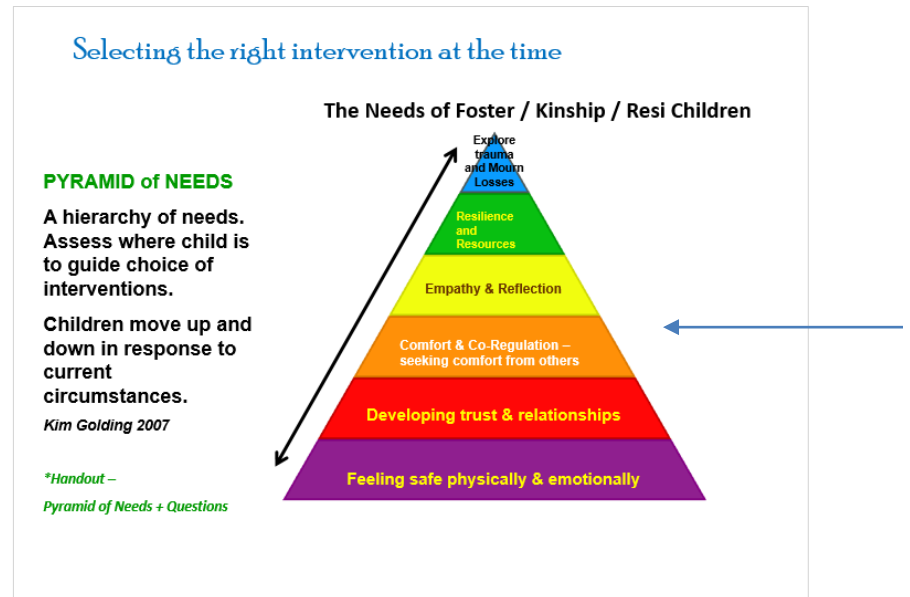 Selecting the right intervention at the time
The Needs of Foster / Kinship / Resi Children
PYRAMID of NEEDS
A hierarchy of needs.
Assess where child is
to guide choice of
interventions.
Children move up and
down in response to
current
circumstances.
Kim Golding 2007
*Handout –
Pyramid of Needs + Questions
Explore
trauma
and Mourn
Losses
Resilience
and
Resources
Empathy & Reflection
Comfort & Co-Regulation –
seeking comfort from others
Developing trust & relationships
Feeling safe physically & emotionally